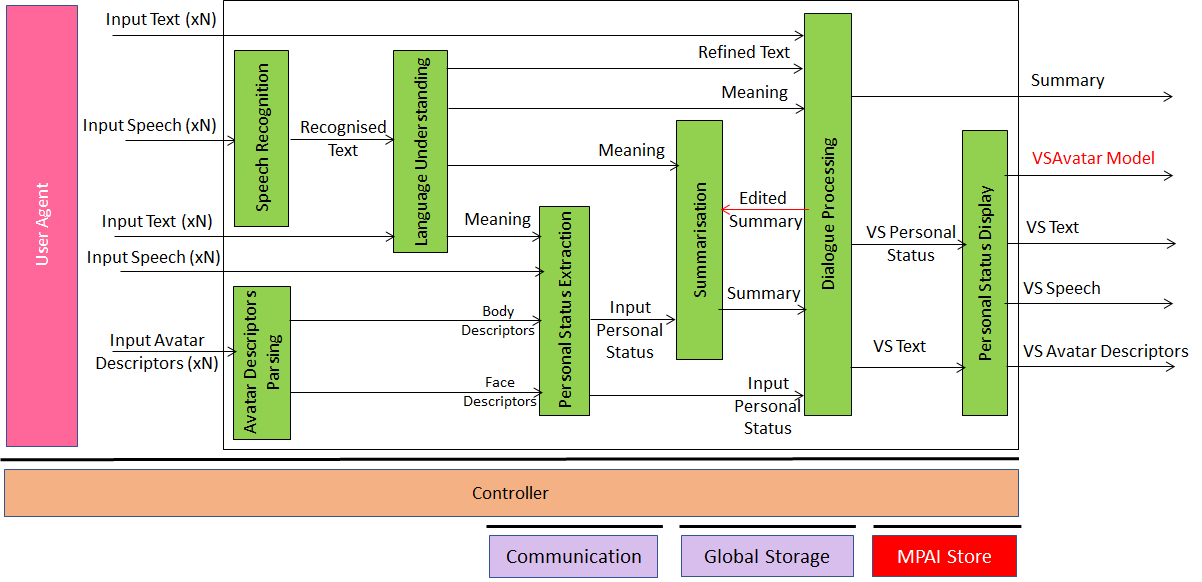 Input Text (xN)
Refined Text
Meaning
Summary
Input Speech (xN)
Speech Recognition
Recognised
Text
Language Understanding
Meaning
Summarisation
Dialogue Processing
VSAvatar Model
User Agent
Input Text (xN)
Meaning
Edited
Summary
VS Personal
Status
Personal Status Display
VS Text
Input Speech (xN)
Personal Status Extraction
Input Avatar
Descriptors (xN)
Avatar Descriptors
Parsing
Body
Descriptors
Input
Personal
Status
Summary
VS Speech
VS Text
VS Avatar Descriptors
Face
Descriptors
Input
Personal
Status
Controller
Communication
Global Storage
MPAI Store